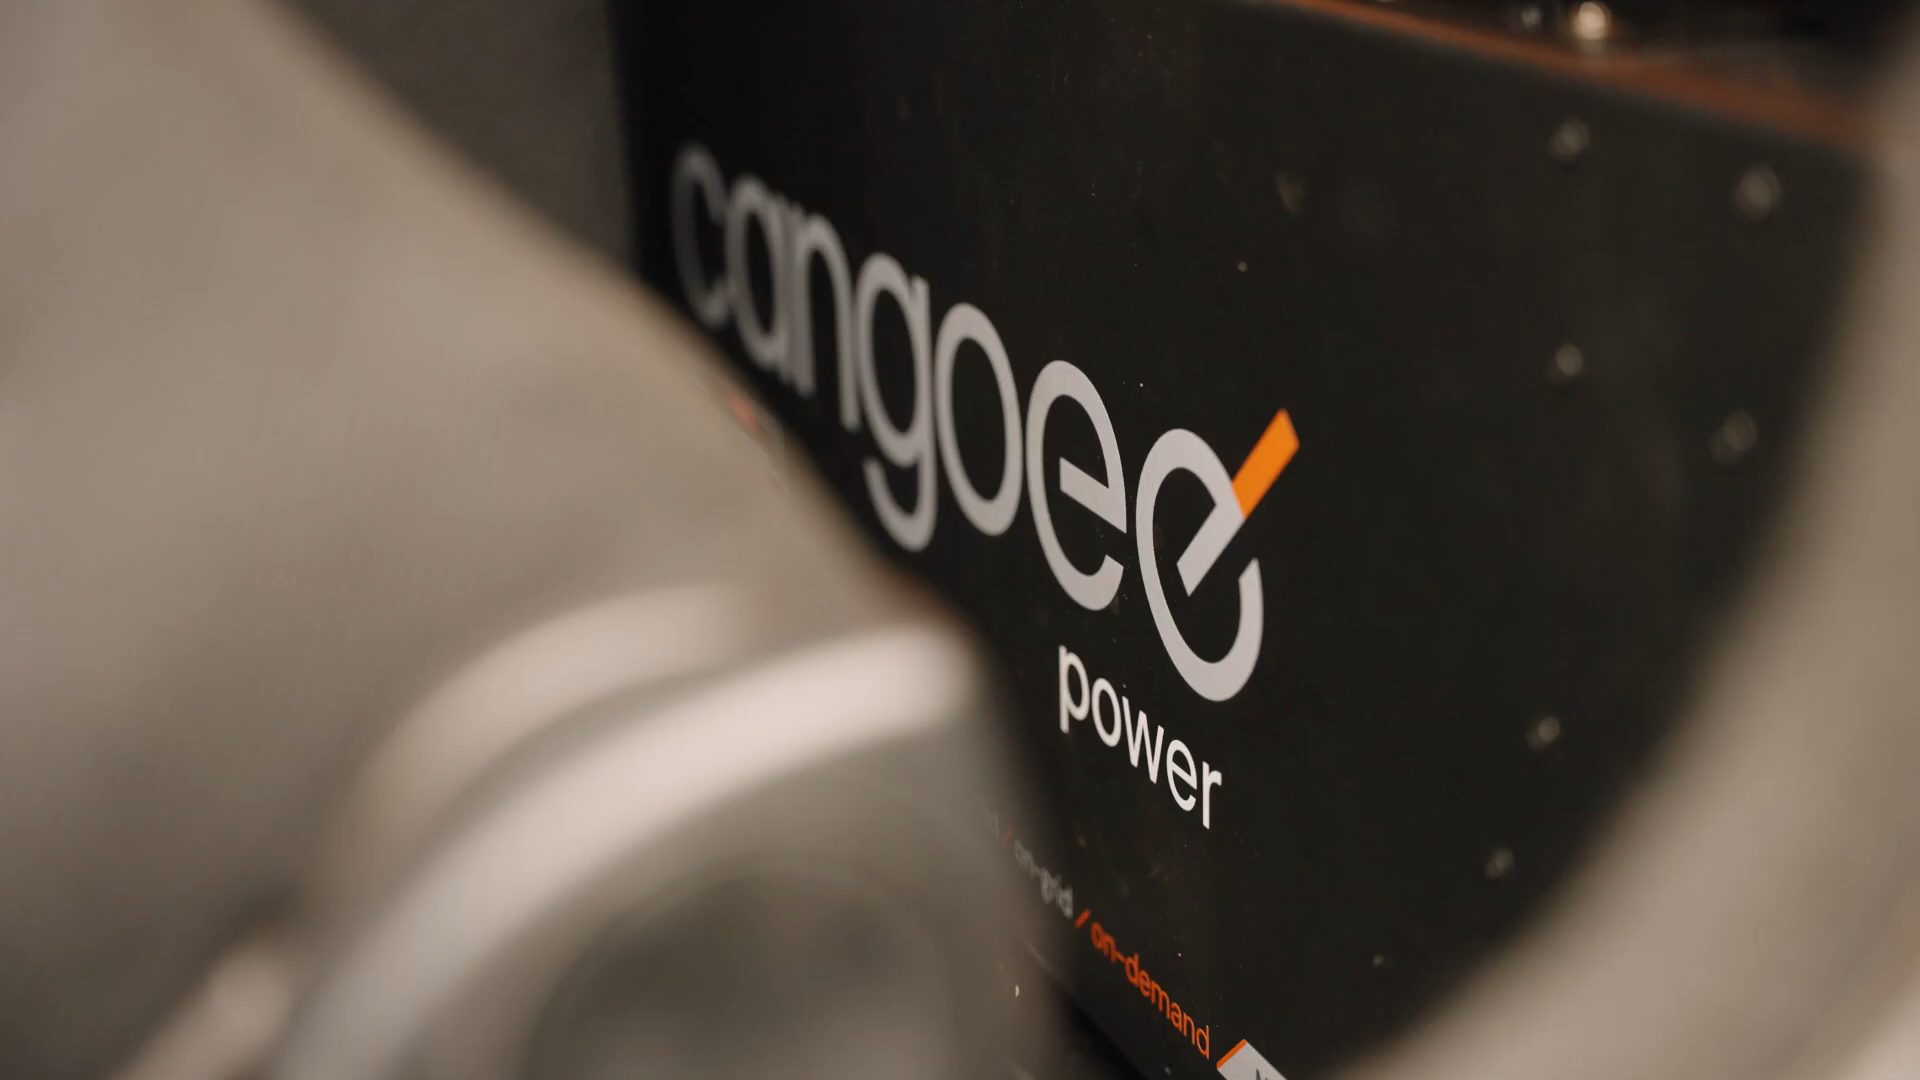 cangoee
power
/ on-grid / on-demand